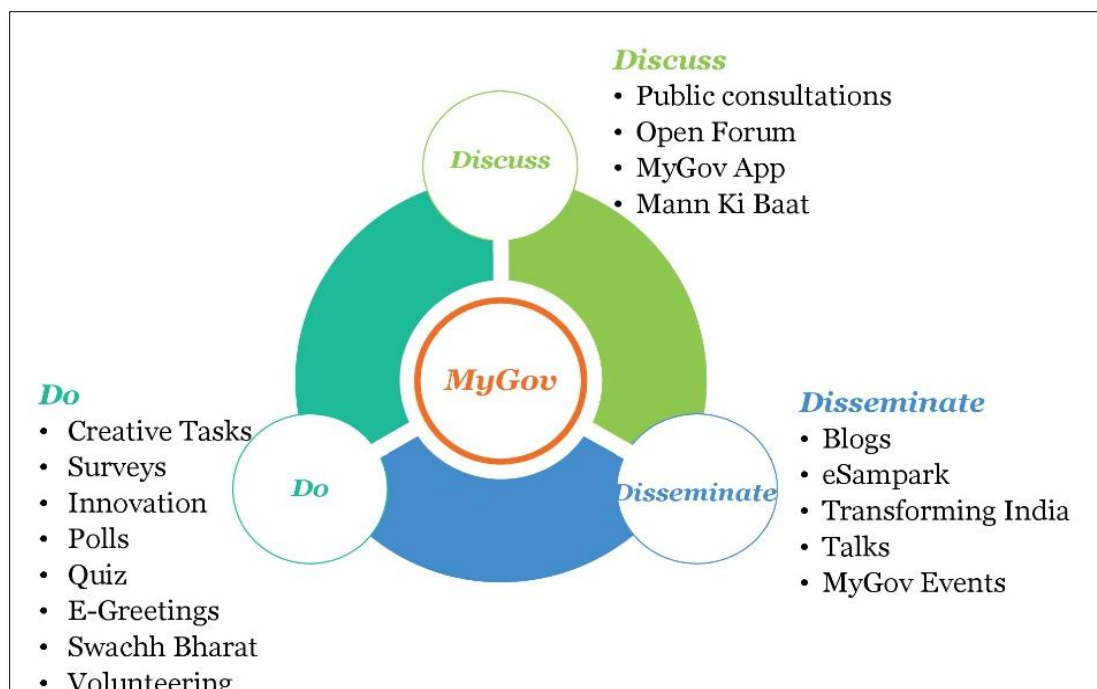 Discuss
• Public consultations
• Open Forum
• MyGov App
• Mann Ki Baat
Discuss
MyGov
Do
• Creative Tasks
• Surveys
• Innovation
• Polls
• Quiz
• E-Greetings
• Swachh Bharat
• Volunteering
Do
Disseminate
Disseminate
• Blogs
• eSampark
• Transforming India
• Talks
• MyGov Events